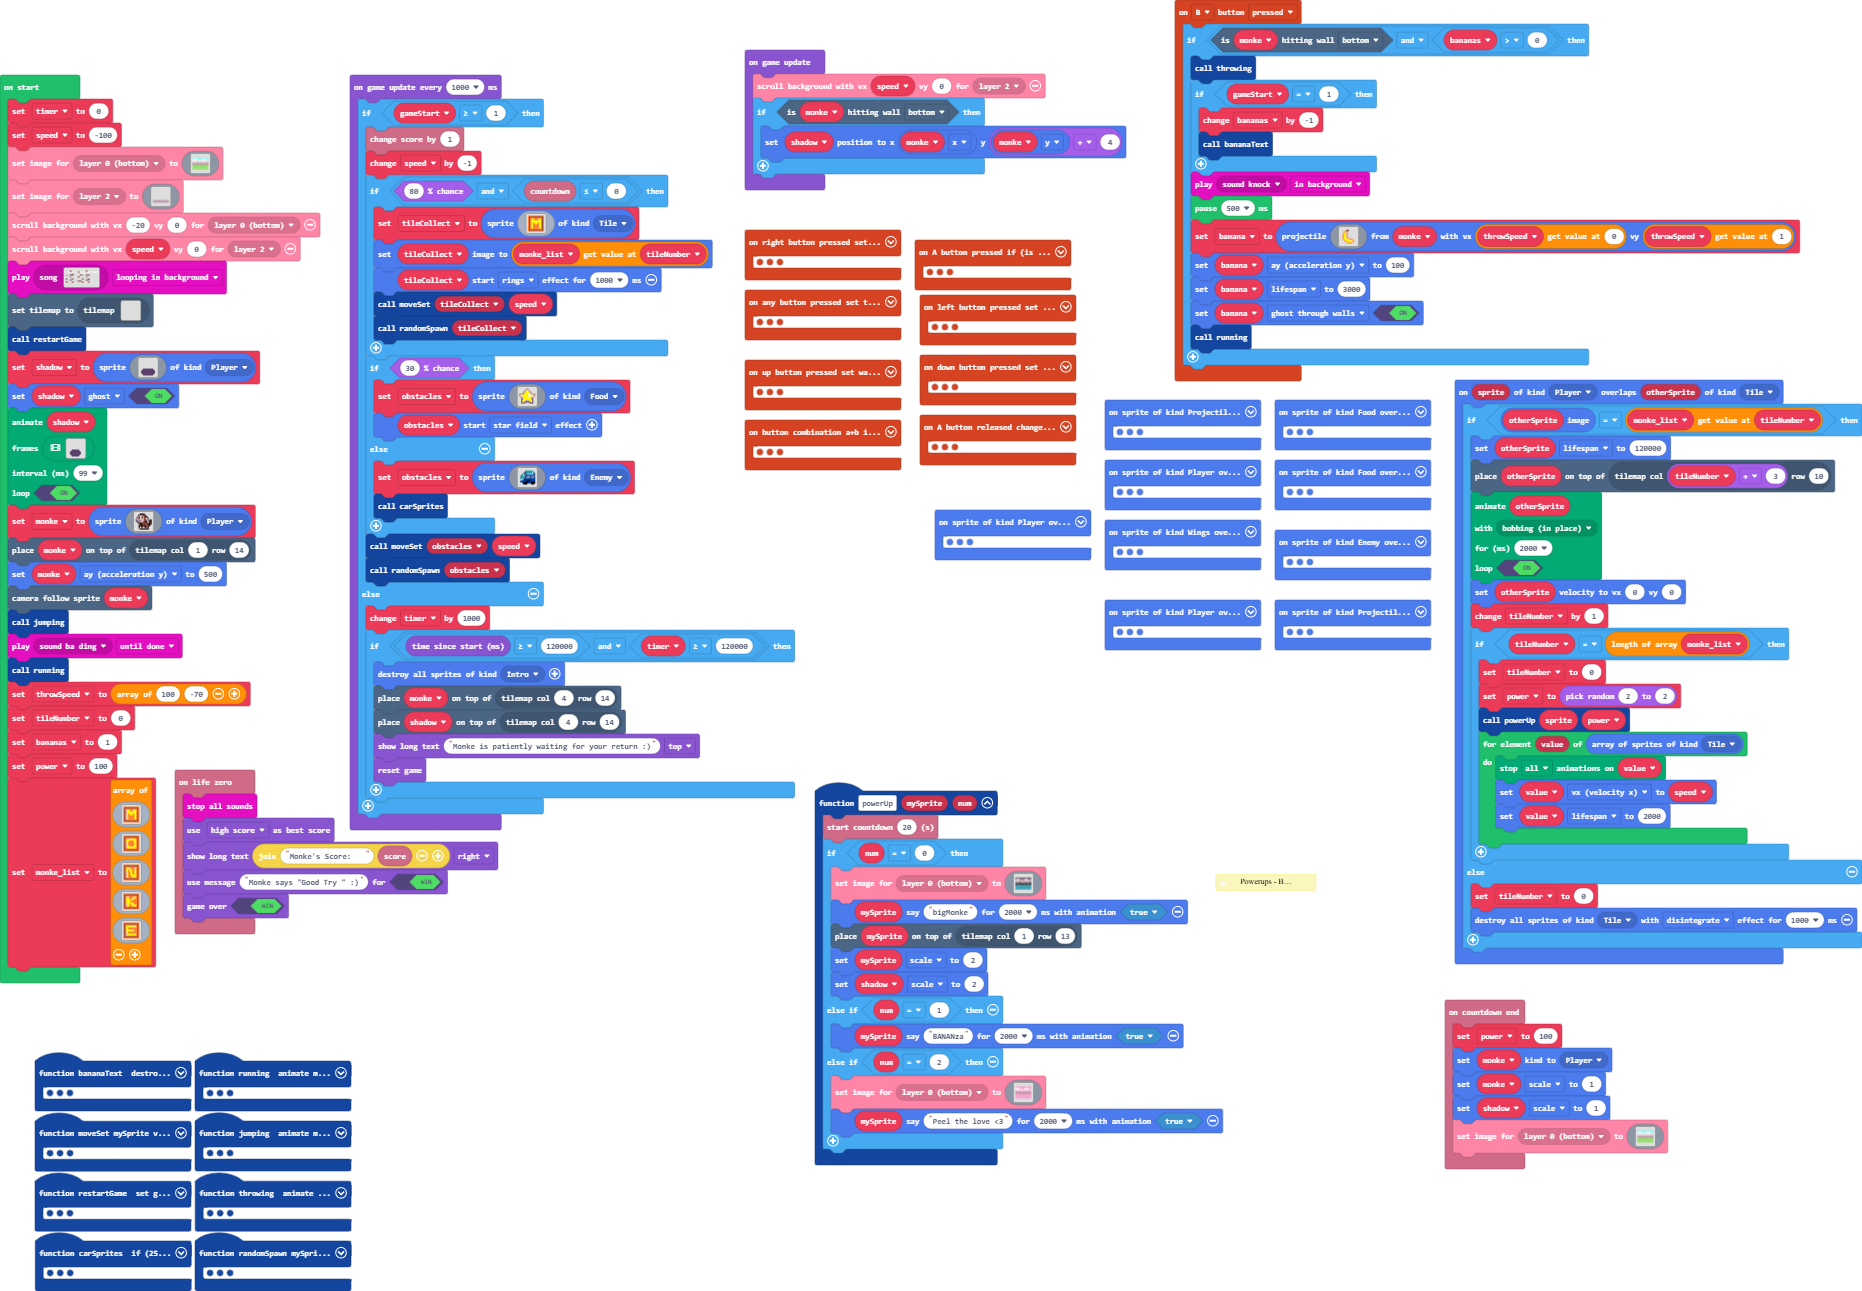 on start
set timer to 0
set speed to -100
set image for layer 0 (bottom) to
set image for layer 2 to
scroll background with vx -20 vy 0 for layer 0 (bottom)
scroll background with vx speed vy 0 for layer 2
play song looping in background
set tilemap to tilemap
call restartGame
set shadow to sprite of kind Player
set shadow ghost ON
animate shadow
frames
interval (ms) 99
loop ON
set monke to sprite of kind Player
place monke on top of tilemap col 1 row 14
set monke ay (acceleration y) to 500
camera follow sprite monke
call jumping
play sound ba ding until done
call running
set throwSpeed to array of 100 -70
set tileNumber to 0
set bananas to 1
set power to 100
set monke_list to array of
M
O
N
K
E
on life zero
stop all sounds
use high score as best score
show long text join "Monke's Score: " score right
use message "Monke says "Good Try " :)" for WIN
game over WIN
on game update every 1000 ms
if gameStart ≥ 1 then
change score by 1
change speed by -1
if 80 % chance and countdown ≤ 0 then
set tileCollect to sprite M of kind Tile
set tileCollect image to monke_list get value at tileNumber
tileCollect start rings effect for 1000 ms
call moveSet tileCollect speed
call randomSpawn tileCollect
if 30 % chance then
set obstacles to sprite of kind Food
obstacles start star field effect
else
set obstacles to sprite of kind Enemy
call carSprites
call moveSet obstacles speed
call randomSpawn obstacles
else
change timer by 1000
if time since start (ms) ≥ 120000 and timer ≥ 120000 then
destroy all sprites of kind Intro
place monke on top of tilemap col 4 row 14
place shadow on top of tilemap col 4 row 14
show long text "Monke is patiently waiting for your return :)" top
reset game
on game update
scroll background with vx speed vy 0 for layer 2
if is monke hitting wall bottom then
set shadow position to x monke x y monke y + 4
on right button pressed set...
on A button pressed if (is ...
on any button pressed set t...
on left button pressed set ...
on up button pressed set wa...
on down button pressed set ...
on button combination a+b i...
on A button released change...
on B button pressed
if is monke hitting wall bottom and bananas > 0 then
call throwing
if gameStart = 1 then
change bananas by -1
call bananaText
play sound knock in background
pause 500 ms
set banana to projectile from monke with vx throwSpeed get value at 0 vy throwSpeed get value at 1
set banana ay (acceleration y) to 100
set banana lifespan to 3000
set banana ghost through walls ON
call running
on sprite of kind Projectil...
on sprite of kind Food over...
on sprite of kind Player ov...
on sprite of kind Food over...
on sprite of kind Player ov...
on sprite of kind Wings ove...
on sprite of kind Enemy ove...
on sprite of kind Player ov...
on sprite of kind Projectil...
on sprite of kind Player overlaps otherSprite of kind Tile
if otherSprite image = monke_list get value at tileNumber then
set otherSprite lifespan to 120000
place otherSprite on top of tilemap col tileNumber + 3 row 10
animate otherSprite
with bobbing (in place)
for (ms) 2000
loop ON
set otherSprite velocity to vx 0 vy 0
change tileNumber by 1
if tileNumber = length of array monke_list then
set tileNumber to 0
set power to pick random 2 to 2
call powerUp sprite power
for element value of array of sprites of kind Tile
do
stop all animations on value
set value vx (velocity x) to speed
set value lifespan to 2000
else
set tileNumber to 0
destroy all sprites of kind Tile with disintegrate effect for 1000 ms
function powerUp mySprite num
start countdown 20 (s)
if num = 0 then
set image for layer 0 (bottom) to
mySprite say "bigMonke" for 2000 ms with animation true
place mySprite on top of tilemap col 1 row 13
set mySprite scale to 2
set shadow scale to 2
else if num = 1 then
mySprite say "BANANza" for 2000 ms with animation true
else if num = 2 then
set image for layer 0 (bottom) to
mySprite say "Peel the love <3" for 2000 ms with animation true
Powerups - B...
on countdown end
set power to 100
set monke kind to Player
set monke scale to 1
set shadow scale to 1
set image for layer 0 (bottom) to
function bananaText destro...
function running animate m...
function moveSet mySprite v...
function jumping animate m...
function restartGame set g...
function throwing animate ...
function carSprites if (25...
function randomSpawn mySpri...